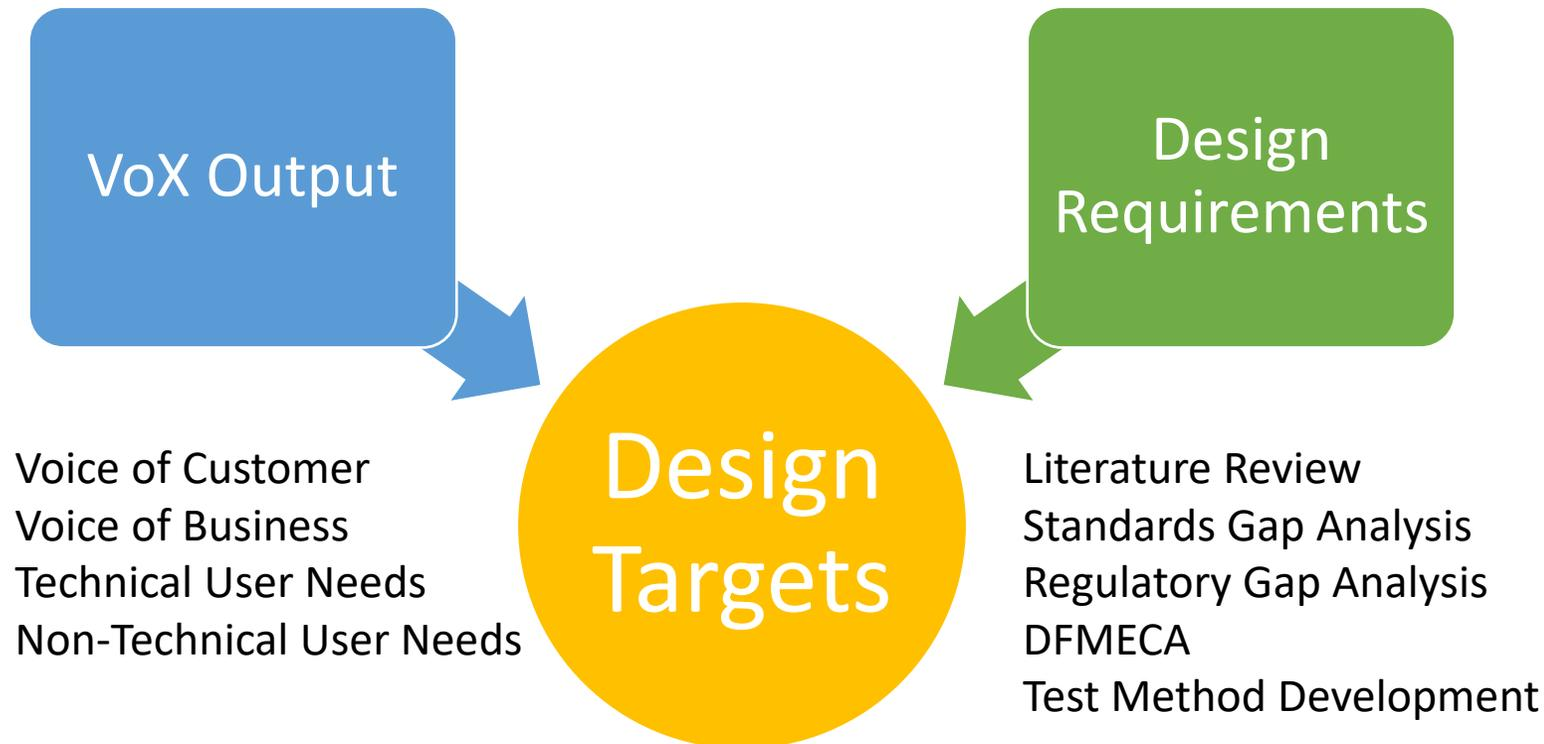 VoX Output
Design
Requirements
Design
Targets
Voice of Customer
Voice of Business
Technical User Needs
Non-Technical User Needs
Literature Review
Standards Gap Analysis
Regulatory Gap Analysis
DFMECA
Test Method Development